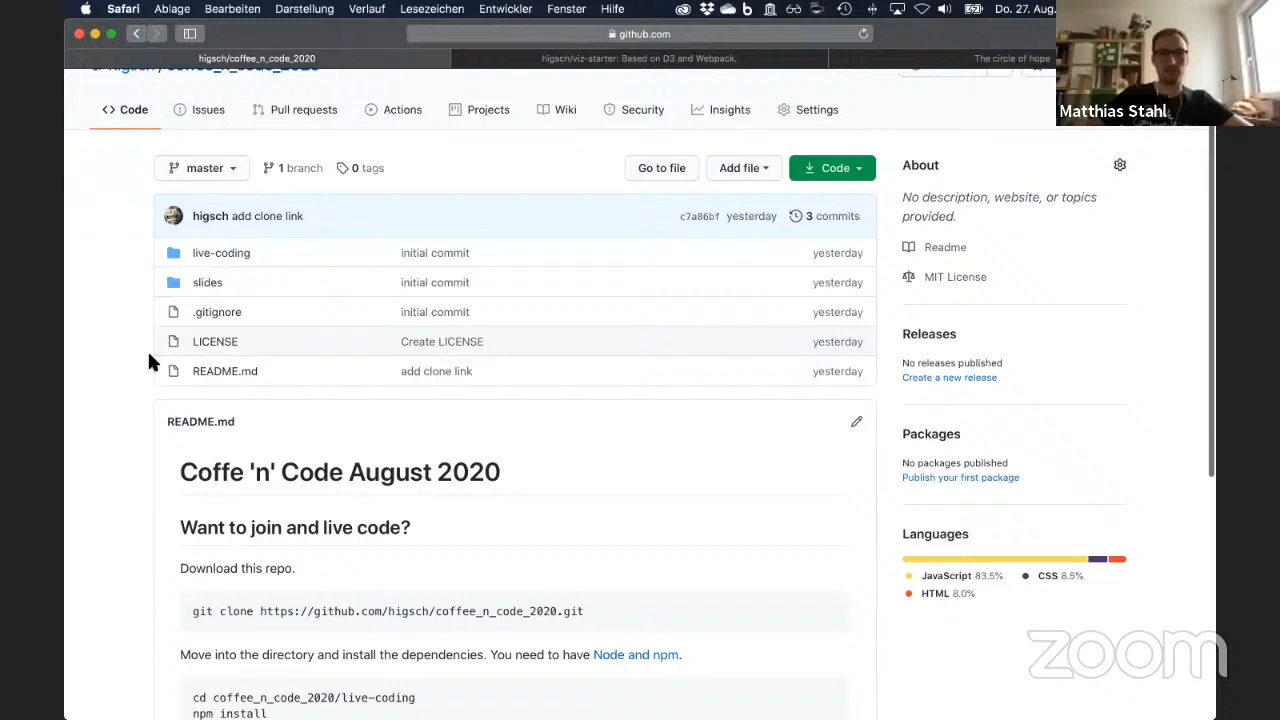 Safari Ablage Bearbeiten Darstellung Verlauf Lesezeichen Entwickler Fenster Hilfe Do. 27. Aug.
github.com
higsch/coffee_n_code_2020 higsch/viz-starter: Based on D3 and Webpack. The circle of hope
higsch/coffee_n_code_2020
Matthias Stahl
Code Issues Pull requests Actions Projects Wiki Security Insights Settings
master 1 branch 0 tags Go to file Add file Code
higsch add clone link c7a86bf yesterday 3 commits
live-coding initial commit yesterday
slides initial commit yesterday
.gitignore initial commit yesterday
LICENSE Create LICENSE yesterday
README.md add clone link yesterday
README.md
Coffe 'n' Code August 2020
Want to join and live code?
Download this repo.
git clone https://github.com/higsch/coffee_n_code_2020.git
Move into the directory and install the dependencies. You need to have Node and npm.
cd coffee_n_code_2020/live-coding
npm install
About
No description, website, or topics
provided.
Readme
MIT License
Releases
No releases published
Create a new release
Packages
No packages published
Publish your first package
Languages
JavaScript 83.5% CSS 8.5%
HTML 8.0%
zoom